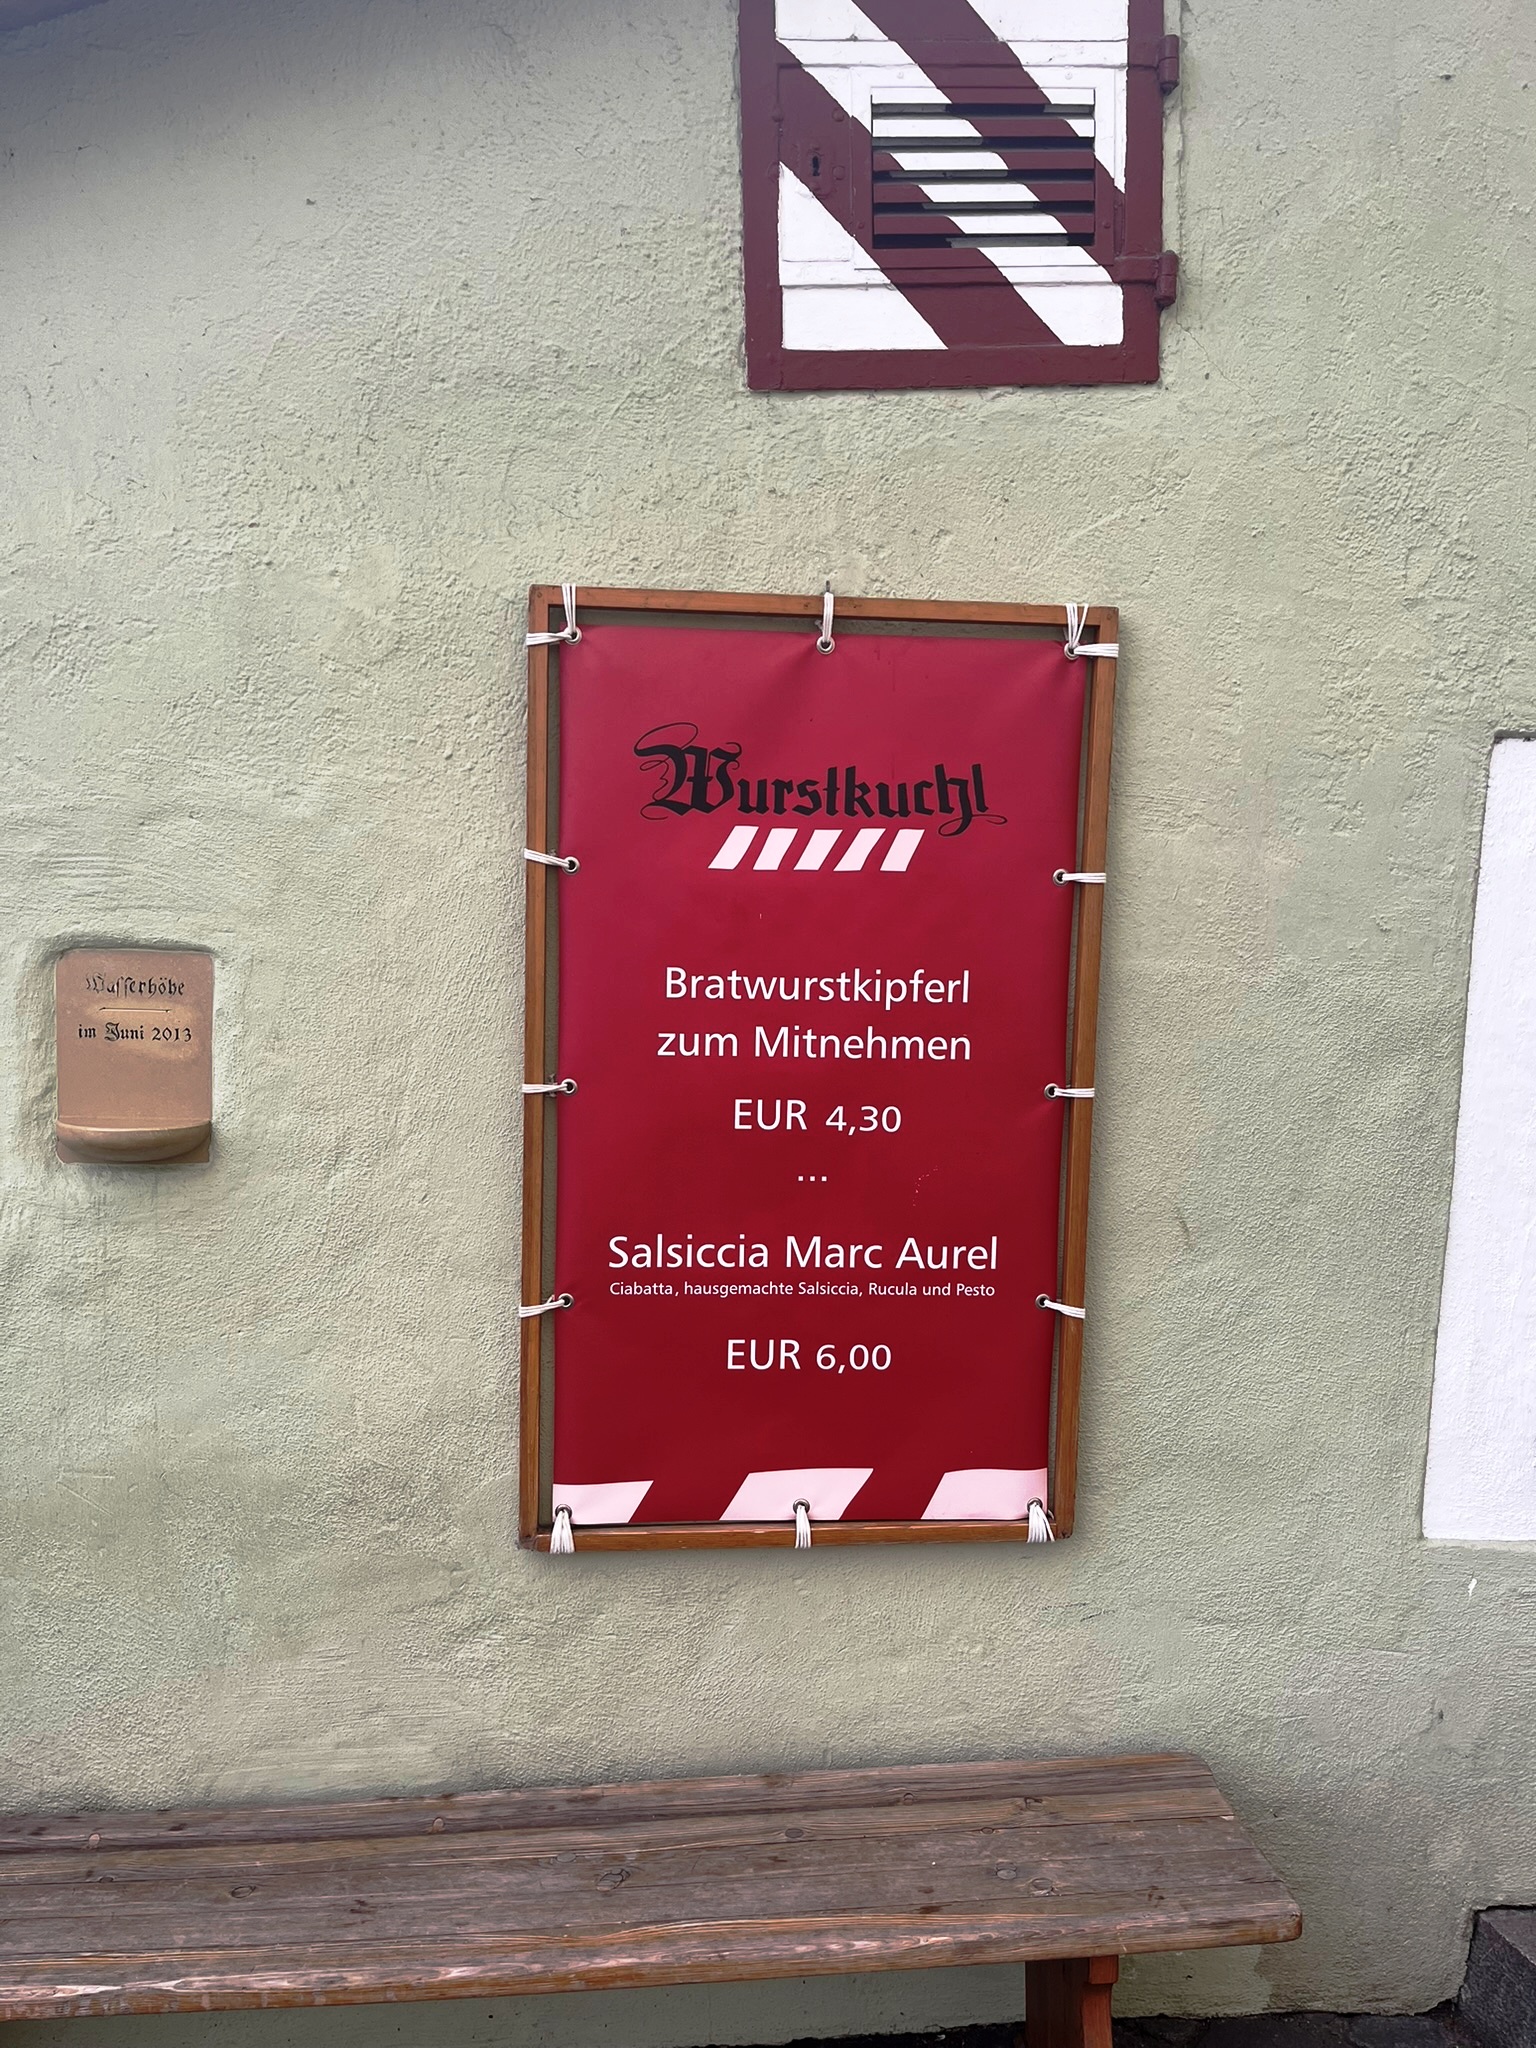 Wurstkuchl
Bratwurstkipferl
zum Mitnehmen
EUR 4,30
...
Salsiccia Marc Aurel
Ciabatta, hausgemachte Salsiccia, Rucula und Pesto
EUR 6,00
Wasserhöhe
im Juni 2013